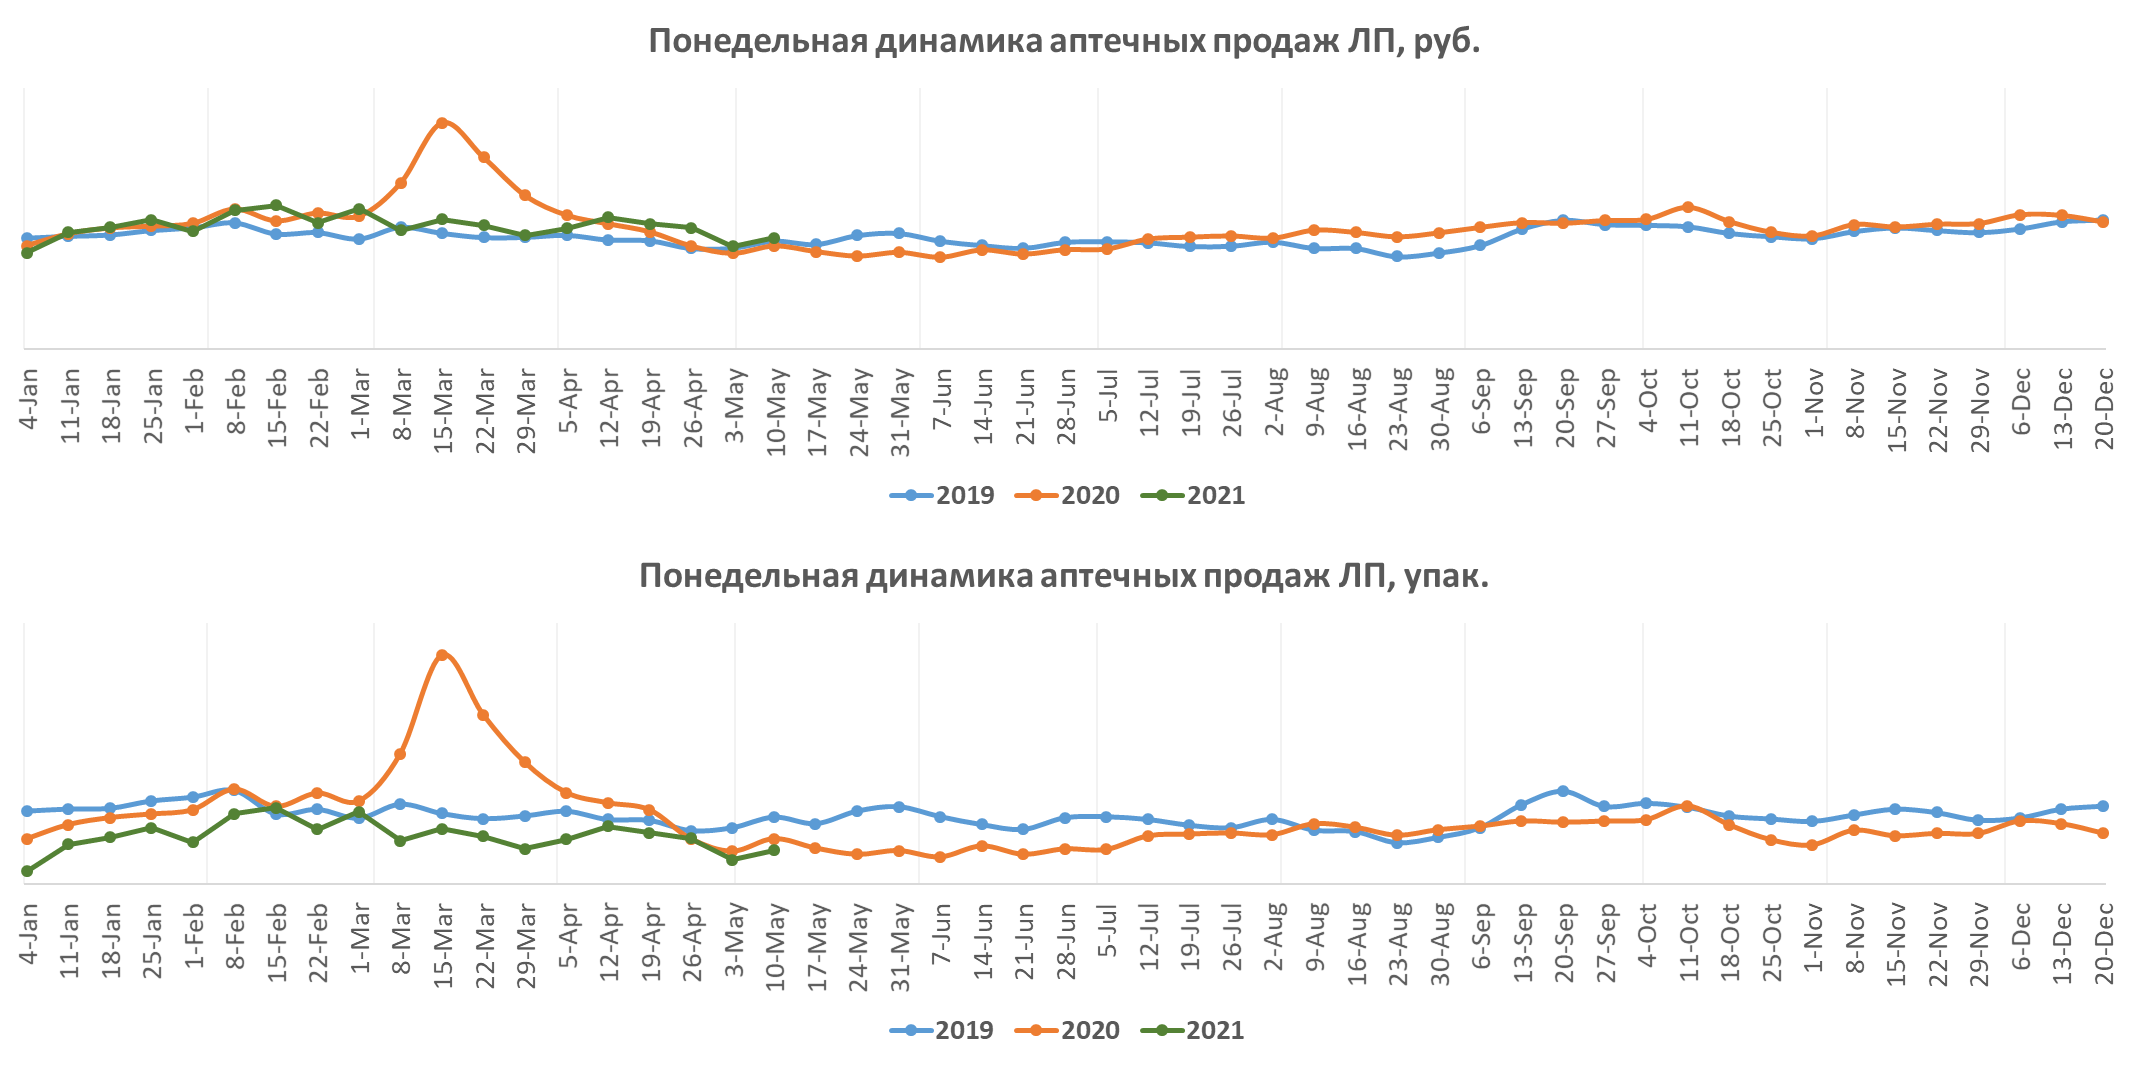 Понедельная динамика аптечных продаж ЛП, руб.
4-Jan 11-Jan 18-Jan 25-Jan 1-Feb 8-Feb 15-Feb 22-Feb 1-Mar 8-Mar 15-Mar 22-Mar 29-Mar 5-Apr 12-Apr 19-Apr 26-Apr 3-May 10-May 17-May 24-May 31-May 7-Jun 14-Jun 21-Jun 28-Jun 5-Jul 12-Jul 19-Jul 26-Jul 2-Aug 9-Aug 16-Aug 23-Aug 30-Aug 6-Sep 13-Sep 20-Sep 27-Sep 4-Oct 11-Oct 18-Oct 25-Oct 1-Nov 8-Nov 15-Nov 22-Nov 29-Nov 6-Dec 13-Dec 20-Dec
2019 2020 2021
Понедельная динамика аптечных продаж ЛП, упак.
4-Jan 11-Jan 18-Jan 25-Jan 1-Feb 8-Feb 15-Feb 22-Feb 1-Mar 8-Mar 15-Mar 22-Mar 29-Mar 5-Apr 12-Apr 19-Apr 26-Apr 3-May 10-May 17-May 24-May 31-May 7-Jun 14-Jun 21-Jun 28-Jun 5-Jul 12-Jul 19-Jul 26-Jul 2-Aug 9-Aug 16-Aug 23-Aug 30-Aug 6-Sep 13-Sep 20-Sep 27-Sep 4-Oct 11-Oct 18-Oct 25-Oct 1-Nov 8-Nov 15-Nov 22-Nov 29-Nov 6-Dec 13-Dec 20-Dec
2019 2020 2021